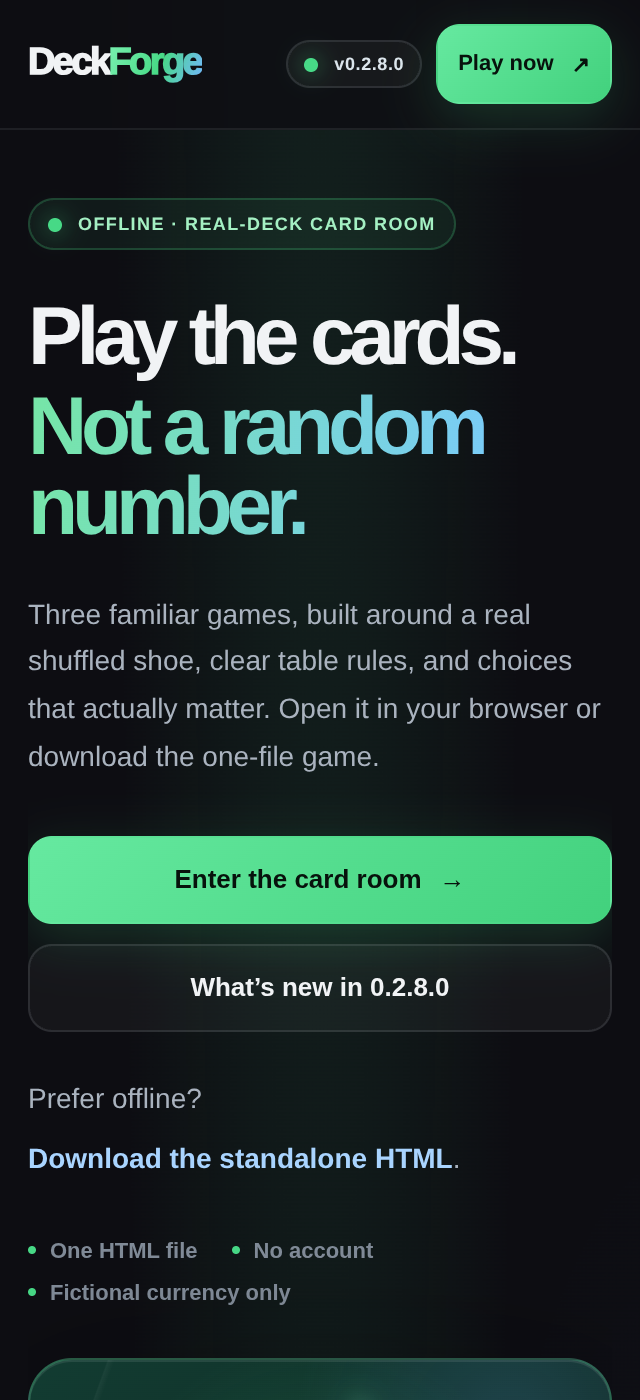 DeckForge
v0.2.8.0
Play now ↗
OFFLINE · REAL-DECK CARD ROOM
Play the cards.
Not a random
number.
Three familiar games, built around a real
shuffled shoe, clear table rules, and choices
that actually matter. Open it in your browser or
download the one-file game.
Enter the card room →
What’s new in 0.2.8.0
Prefer offline?
Download the standalone HTML.
One HTML file
No account
Fictional currency only